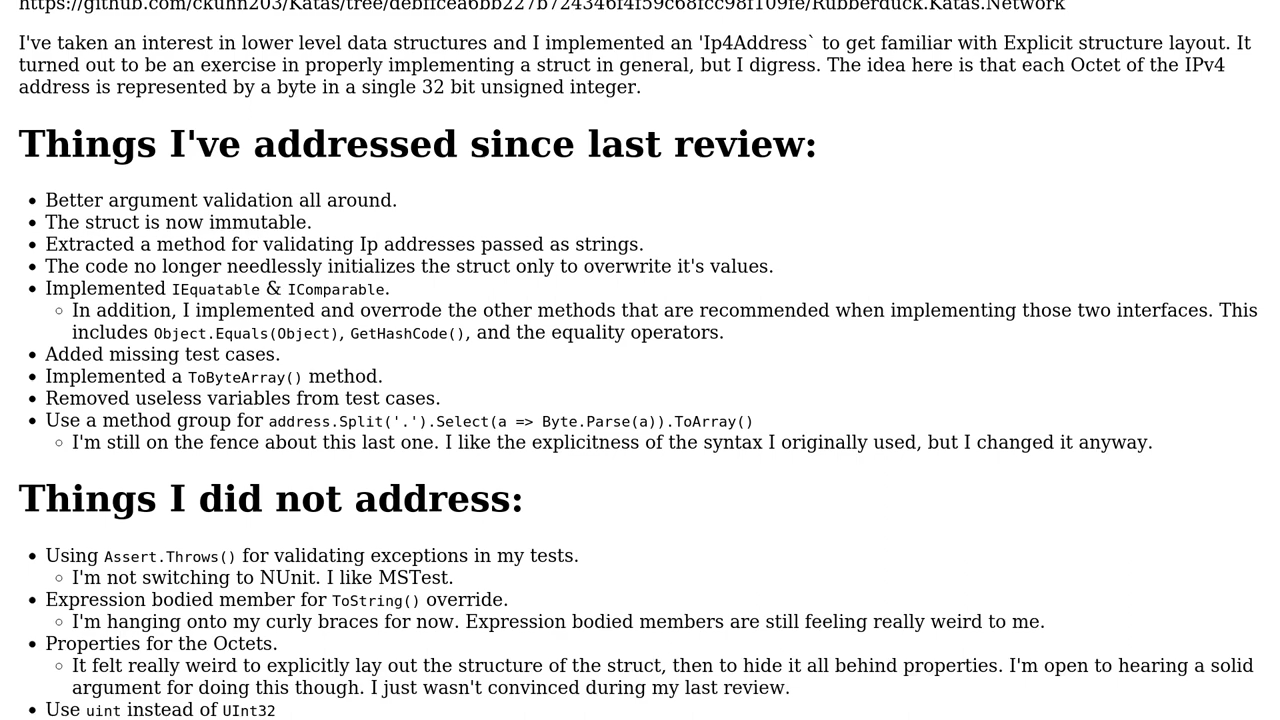 https://github.com/ckuhn203/Katas/tree/debffcea6bb227b724346f4f59c68fcc98f109fe/Rubberduck.Katas.Network
I've taken an interest in lower level data structures and I implemented an 'Ip4Address` to get familiar with Explicit structure layout. It
turned out to be an exercise in properly implementing a struct in general, but I digress. The idea here is that each Octet of the IPv4
address is represented by a byte in a single 32 bit unsigned integer.
Things I've addressed since last review:
• Better argument validation all around.
• The struct is now immutable.
• Extracted a method for validating Ip addresses passed as strings.
• The code no longer needlessly initializes the struct only to overwrite it's values.
• Implemented IEquatable & IComparable.
◦ In addition, I implemented and overrode the other methods that are recommended when implementing those two interfaces. This
includes Object.Equals(Object), GetHashCode(), and the equality operators.
• Added missing test cases.
• Implemented a ToByteArray() method.
• Removed useless variables from test cases.
• Use a method group for address.Split('.').Select(a => Byte.Parse(a)).ToArray()
◦ I'm still on the fence about this last one. I like the explicitness of the syntax I originally used, but I changed it anyway.
Things I did not address:
• Using Assert.Throws() for validating exceptions in my tests.
◦ I'm not switching to NUnit. I like MSTest.
• Expression bodied member for ToString() override.
◦ I'm hanging onto my curly braces for now. Expression bodied members are still feeling really weird to me.
• Properties for the Octets.
◦ It felt really weird to explicitly lay out the structure of the struct, then to hide it all behind properties. I'm open to hearing a solid
argument for doing this though. I just wasn't convinced during my last review.
• Use uint instead of UInt32